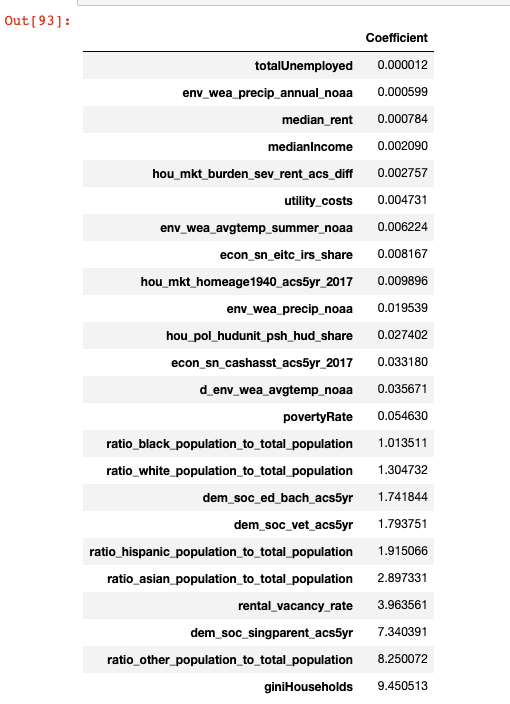 Out[93]:
Coefficient
totalUnemployed 0.000012
env_wea_precip_annual_noaa 0.000599
median_rent 0.000784
medianIncome 0.002090
hou_mkt_burden_sev_rent_acs_diff 0.002757
utility_costs 0.004731
env_wea_avgtemp_summer_noaa 0.006224
econ_sn_eitc_irs_share 0.008167
hou_mkt_homeage1940_acs5yr_2017 0.009896
env_wea_precip_noaa 0.019539
hou_pol_hudunit_psh_hud_share 0.027402
econ_sn_cashasst_acs5yr_2017 0.033180
d_env_wea_avgtemp_noaa 0.035671
povertyRate 0.054630
ratio_black_population_to_total_population 1.013511
ratio_white_population_to_total_population 1.304732
dem_soc_ed_bach_acs5yr 1.741844
dem_soc_vet_acs5yr 1.793751
ratio_hispanic_population_to_total_population 1.915066
ratio_asian_population_to_total_population 2.897331
rental_vacancy_rate 3.963561
dem_soc_singparent_acs5yr 7.340391
ratio_other_population_to_total_population 8.250072
giniHouseholds 9.450513